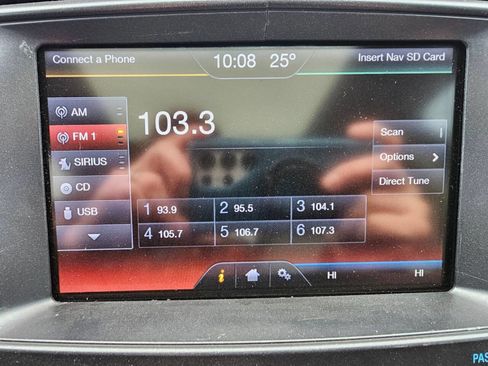 Connect a Phone 10:08 25° Insert Nav SD Card
AM
FM 1
SIRIUS
CD
USB
103.3
Scan
Options
Direct Tune
1 93.9 2 95.5 3 104.1
4 105.7 5 106.7 6 107.3
i
HI HI
PAS